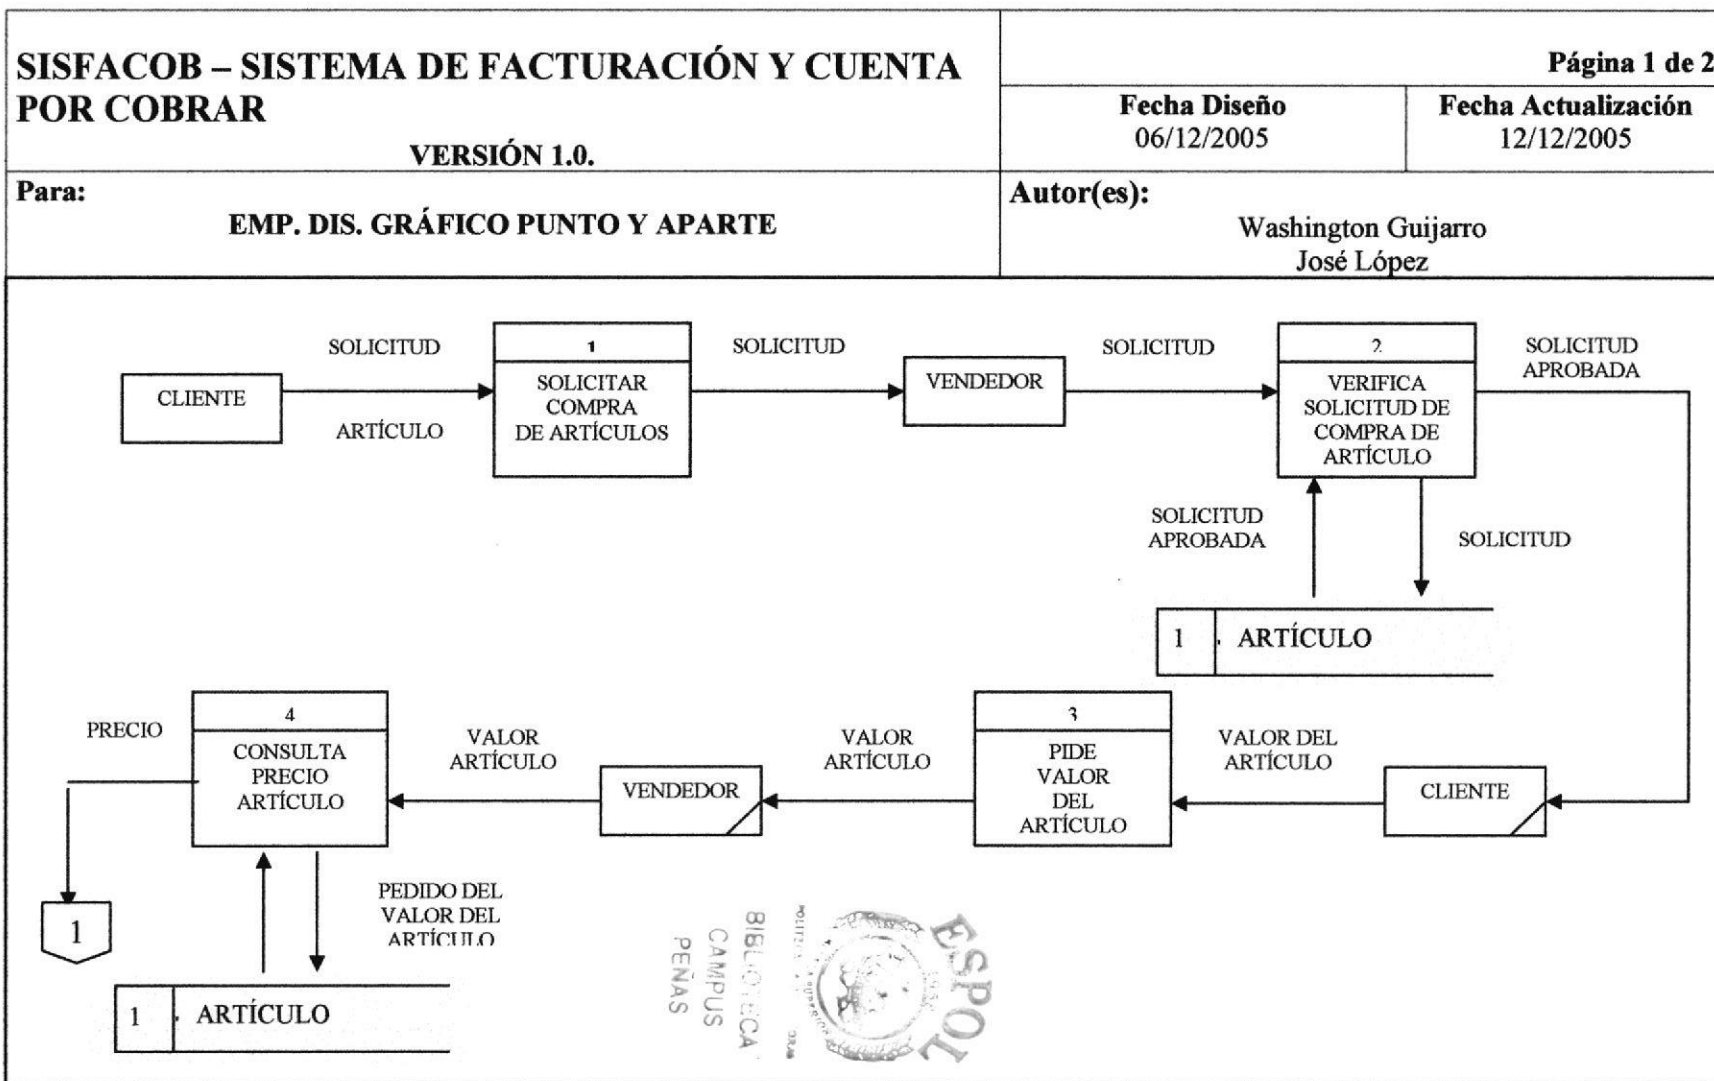 SISFACOB – SISTEMA DE FACTURACIÓN Y CUENTA
POR COBRAR
VERSIÓN 1.0.
Página 1 de 2
Fecha Diseño
06/12/2005
Fecha Actualización
12/12/2005
Para:
EMP. DIS. GRÁFICO PUNTO Y APARTE
Autor(es):
Washington Guijarro
José López
CLIENTE
SOLICITUD
ARTÍCULO
1
SOLICITAR
COMPRA
DE ARTÍCULOS
SOLICITUD
VENDEDOR
SOLICITUD
2
VERIFICA
SOLICITUD DE
COMPRA DE
ARTÍCULO
SOLICITUD
APROBADA
SOLICITUD
APROBADA
SOLICITUD
1
ARTÍCULO
PRECIO
4
CONSULTA
PRECIO
ARTÍCULO
VALOR
ARTÍCULO
VENDEDOR
VALOR
ARTÍCULO
3
PIDE
VALOR
DEL
ARTÍCULO
VALOR DEL
ARTÍCULO
CLIENTE
1
PEDIDO DEL
VALOR DEL
ARTÍCULO
1
ARTÍCULO
ESPOL
BIBLIOTECA
CAMPUS
PEÑAS